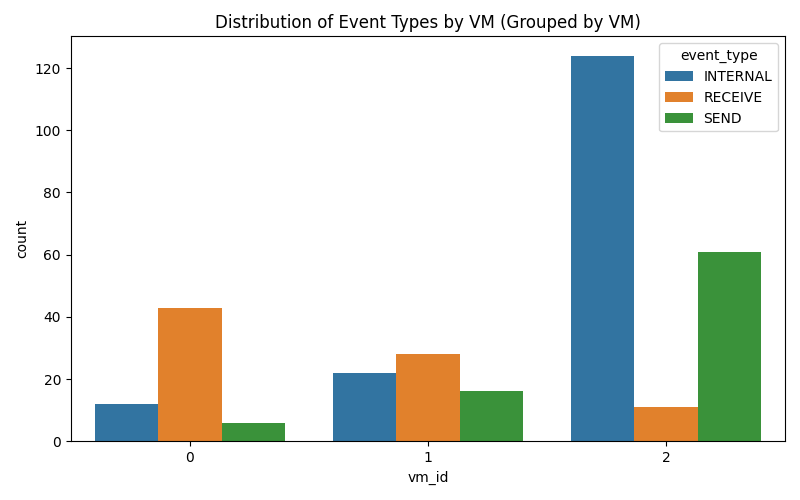 Distribution of Event Types by VM (Grouped by VM)
event_type
INTERNAL
RECEIVE
SEND
count
120
100
80
60
40
20
0
0 1 2
vm_id